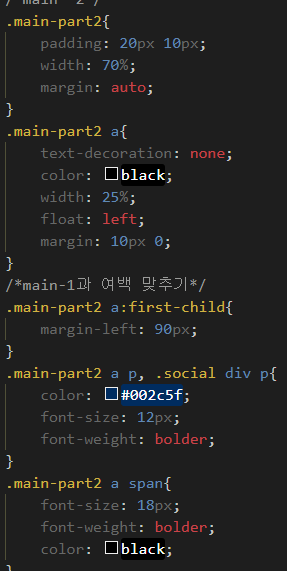 /*main-2*/
.main-part2{
padding: 20px 10px;
width: 70%;
margin: auto;
}
.main-part2 a{
text-decoration: none;
color: black;
width: 25%;
float: left;
margin: 10px 0;
}
/*main-1과 여백 맞추기*/
.main-part2 a:first-child{
margin-left: 90px;
}
.main-part2 a p, .social div p{
color: #002c5f;
font-size: 12px;
font-weight: bolder;
}
.main-part2 a span{
font-size: 18px;
font-weight: bolder;
color: black;
}